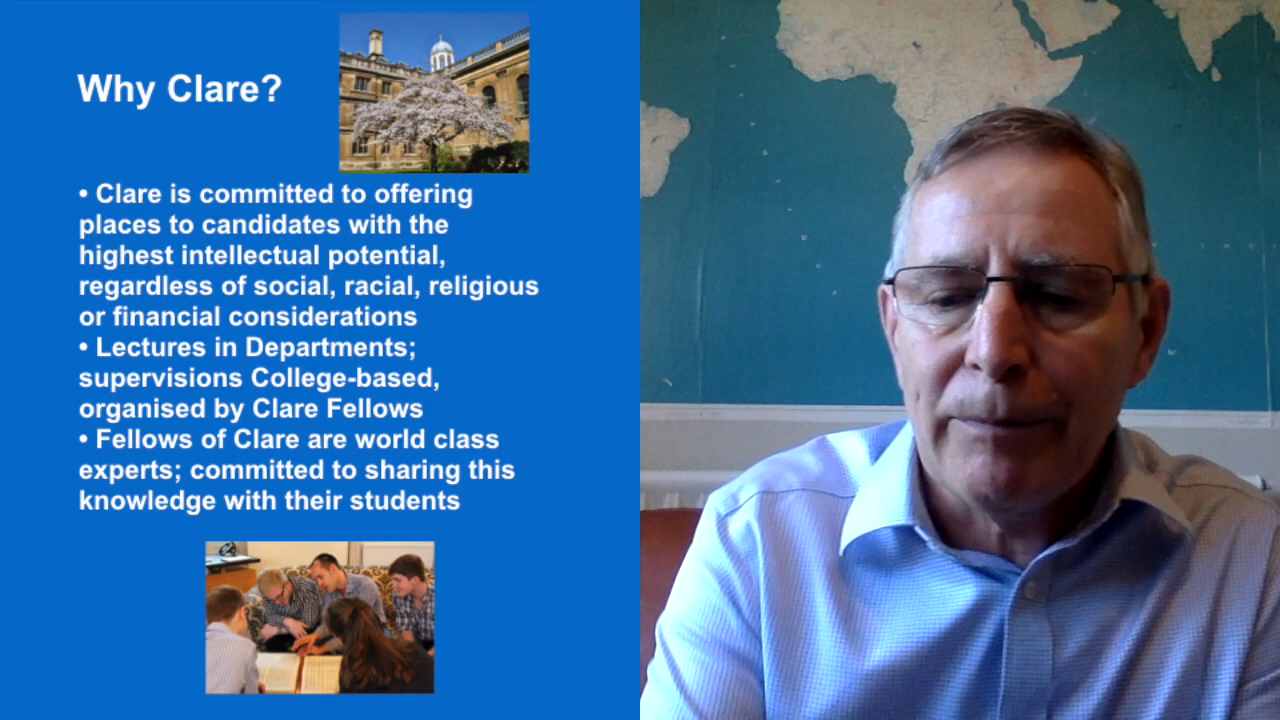 Why Clare?
• Clare is committed to offering
places to candidates with the
highest intellectual potential,
regardless of social, racial, religious
or financial considerations
• Lectures in Departments;
supervisions College-based,
organised by Clare Fellows
• Fellows of Clare are world class
experts; committed to sharing this
knowledge with their students